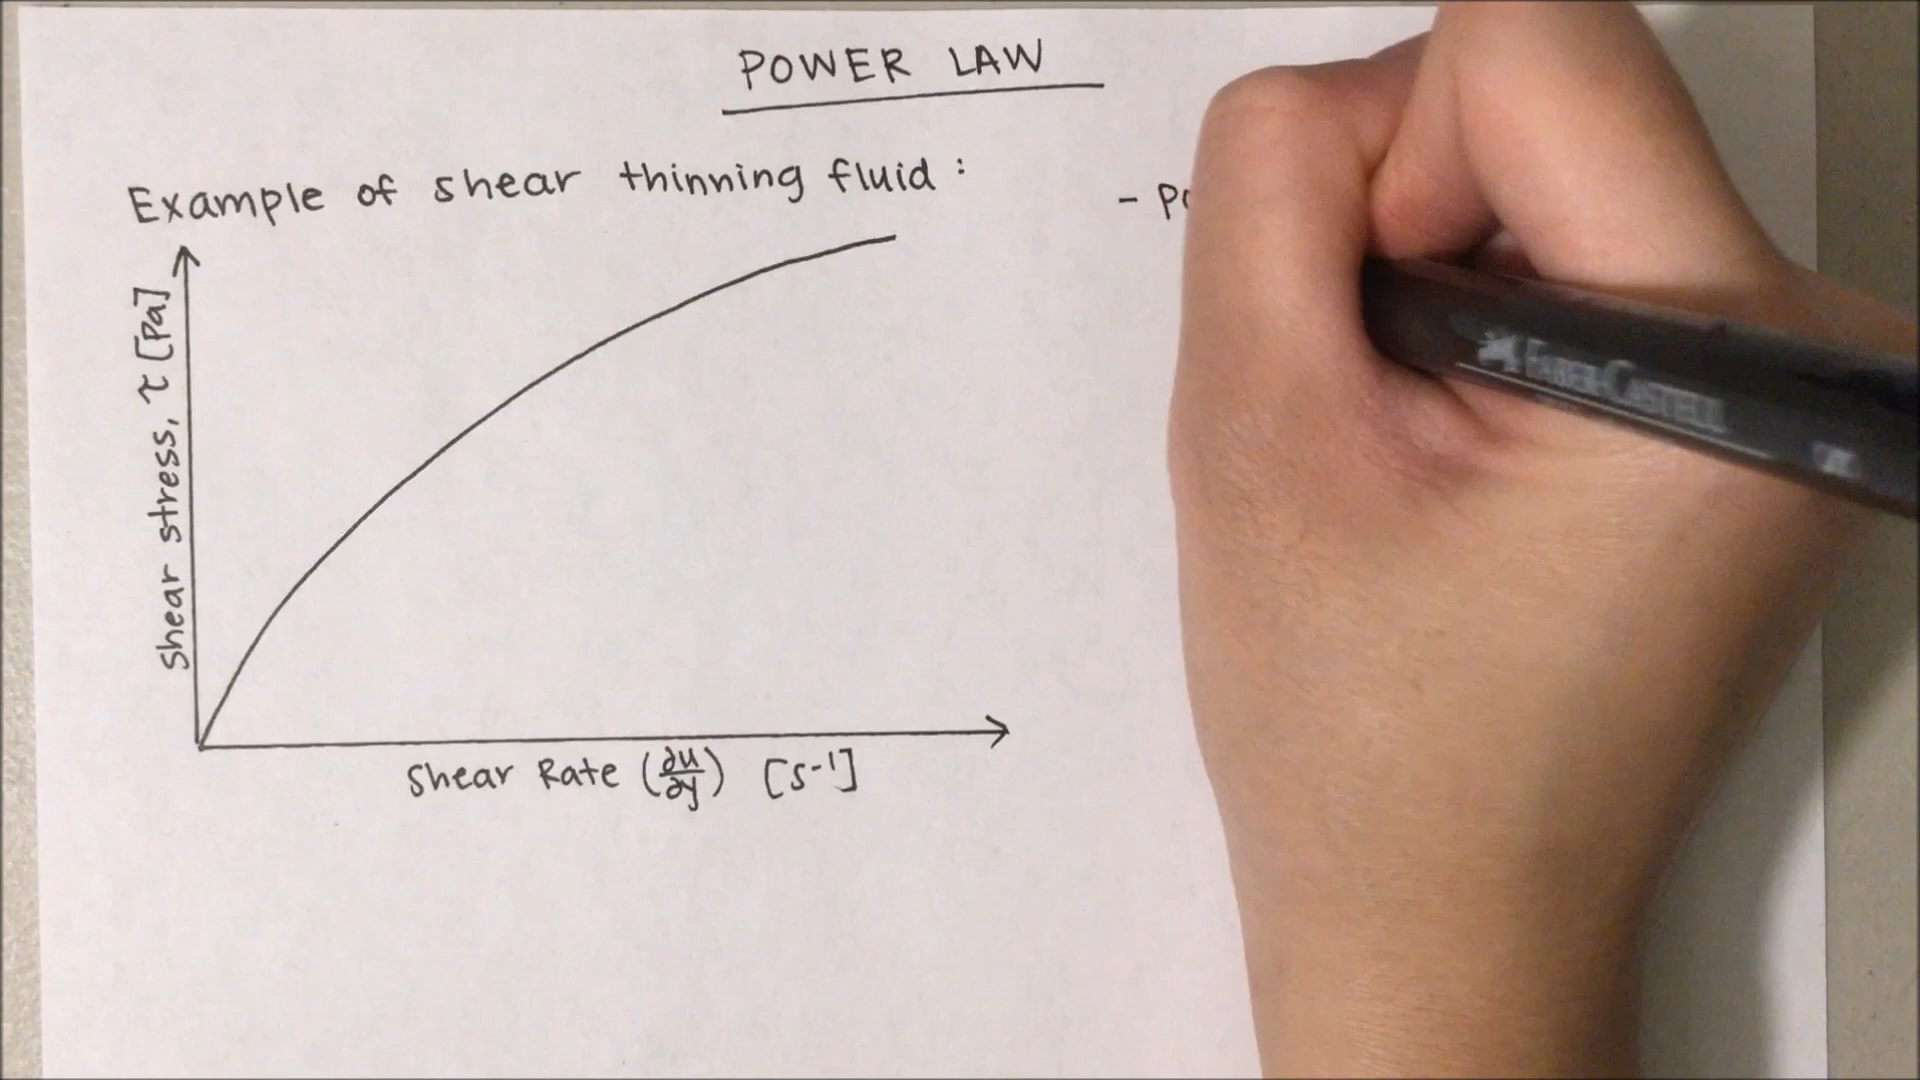 POWER LAW
Example of shear thinning fluid :
Shear stress, τ [Pa]
Shear Rate (∂u/∂y) [s⁻¹]
FABER-CASTELL